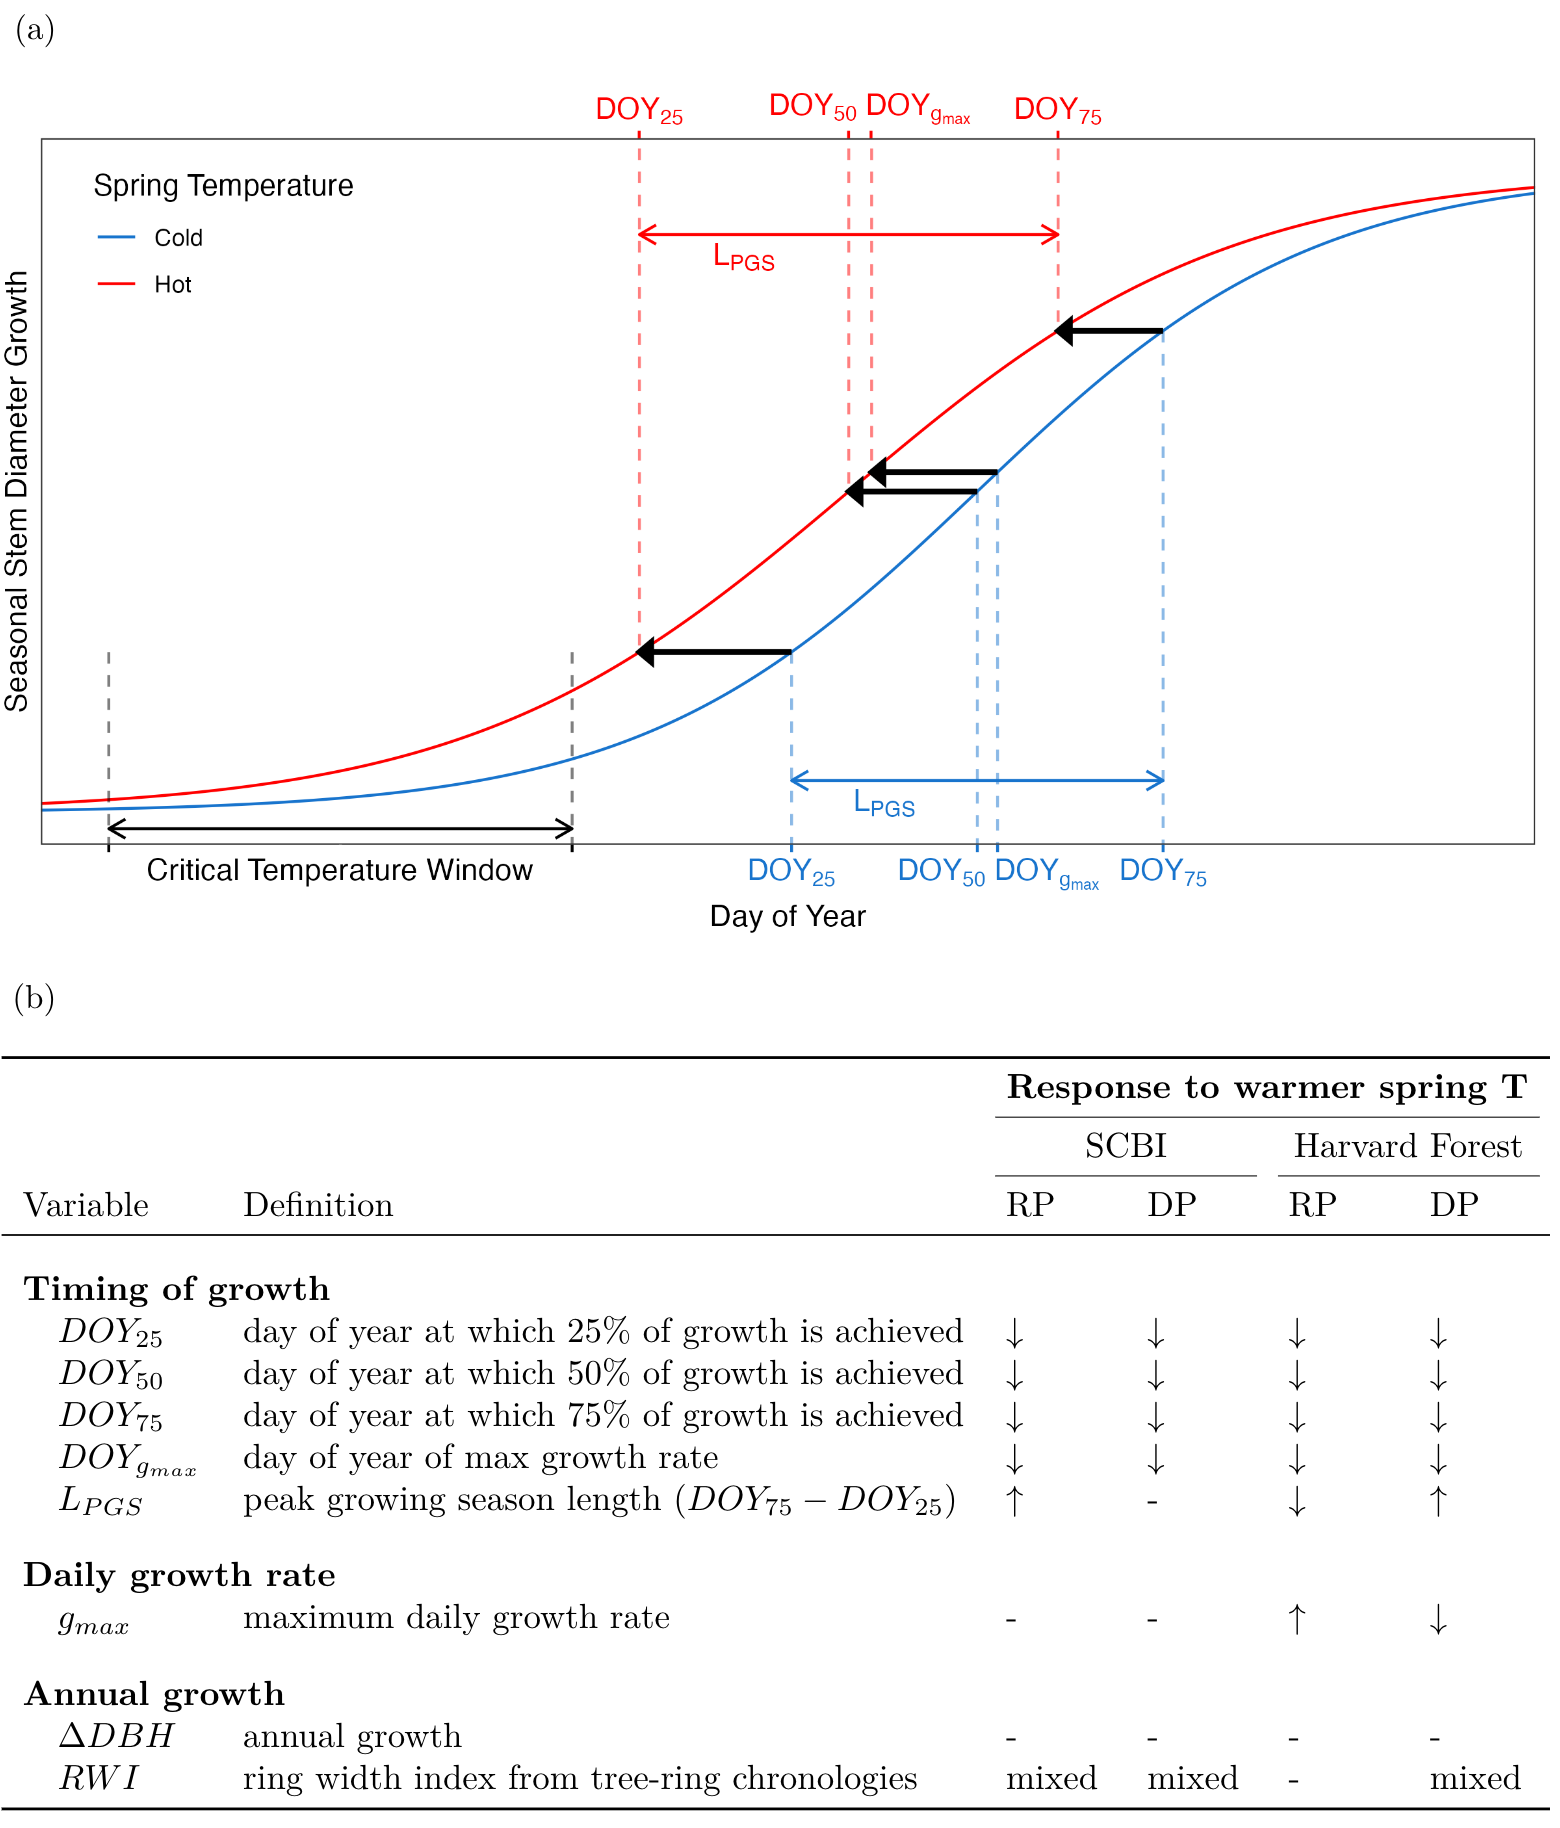 (a)
DOY25 DOY50 DOYgmax DOY75
Spring Temperature
Cold
Hot
LPGS
Seasonal Stem Diameter Growth
LPGS
Critical Temperature Window
DOY25 DOY50 DOYgmax DOY75
Day of Year
(b)
Response to warmer spring T
SCBI Harvard Forest
Variable Definition RP DP RP DP
Timing of growth
DOY25 day of year at which 25% of growth is achieved ↓ ↓ ↓ ↓
DOY50 day of year at which 50% of growth is achieved ↓ ↓ ↓ ↓
DOY75 day of year at which 75% of growth is achieved ↓ ↓ ↓ ↓
DOYgmax day of year of max growth rate ↓ ↓ ↓ ↓
LPGS peak growing season length (DOY75 − DOY25) ↑ - ↓ ↑
Daily growth rate
gmax maximum daily growth rate - - ↑ ↓
Annual growth
ΔDBH annual growth - - - -
RWI ring width index from tree-ring chronologies mixed mixed - mixed